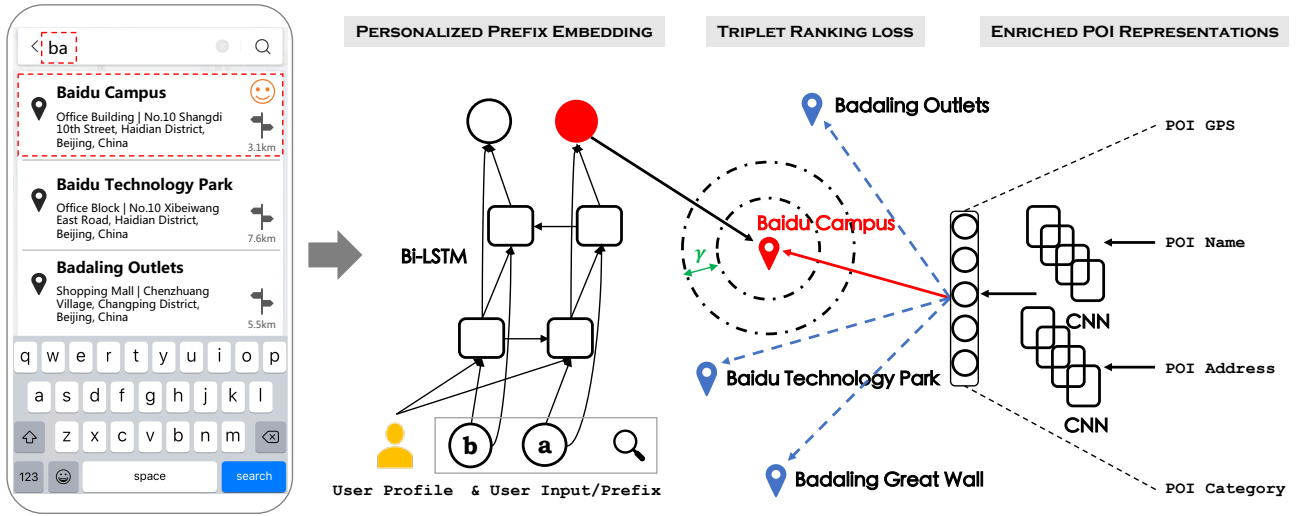 ba
Baidu Campus
Office Building | No.10 Shangdi
10th Street, Haidian District,
Beijing, China
3.1km
Baidu Technology Park
Office Block | No.10 Xibeiwang
East Road, Haidian District,
Beijing, China
7.6km
Badaling Outlets
Shopping Mall | Chenzhuang
Village, Changping District,
Beijing, China
5.5km
q w e r t y u i o p
a s d f g h j k l
z x c v b n m
123 space search
PERSONALIZED PREFIX EMBEDDING
Bi-LSTM
b a
User Profile & User Input/Prefix
TRIPLET RANKING LOSS
Badaling Outlets
Baidu Campus
γ
Baidu Technology Park
Badaling Great Wall
ENRICHED POI REPRESENTATIONS
POI GPS
POI Name
CNN
POI Address
CNN
POI Category